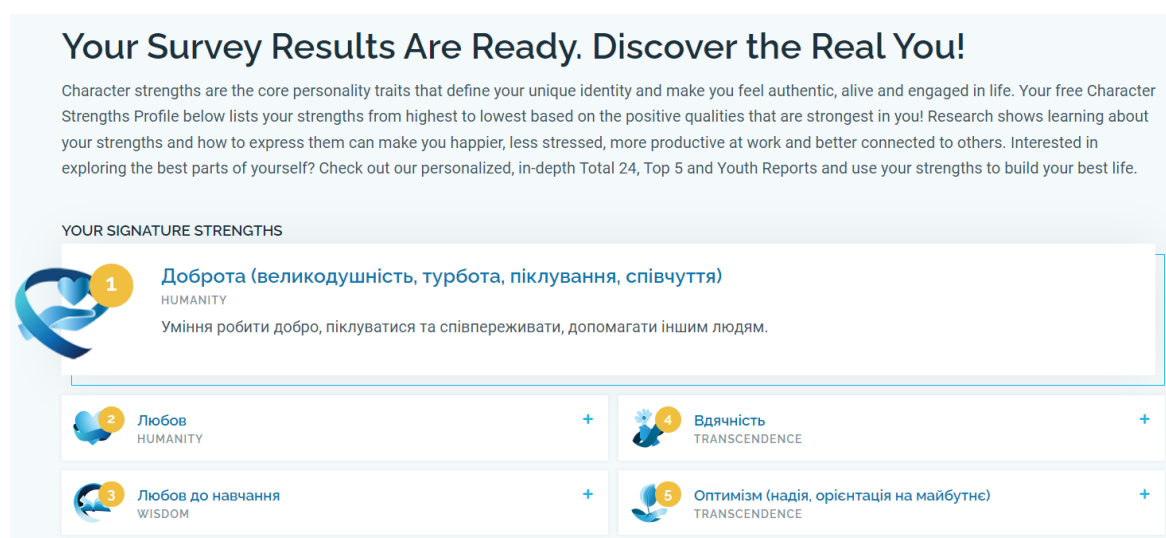 Your Survey Results Are Ready. Discover the Real You!
Character strengths are the core personality traits that define your unique identity and make you feel authentic, alive and engaged in life. Your free Character
Strengths Profile below lists your strengths from highest to lowest based on the positive qualities that are strongest in you! Research shows learning about
your strengths and how to express them can make you happier, less stressed, more productive at work and better connected to others. Interested in
exploring the best parts of yourself? Check out our personalized, in-depth Total 24, Top 5 and Youth Reports and use your strengths to build your best life.
YOUR SIGNATURE STRENGTHS
1
Доброта (великодушність, турбота, піклування, співчуття)
HUMANITY
Уміння робити добро, піклуватися та співпереживати, допомагати іншим людям.
2
Любов
+
HUMANITY
3
Любов до навчання
+
WISDOM
4
Вдячність
+
TRANSCENDENCE
5
Оптимізм (надія, орієнтація на майбутнє)
+
TRANSCENDENCE